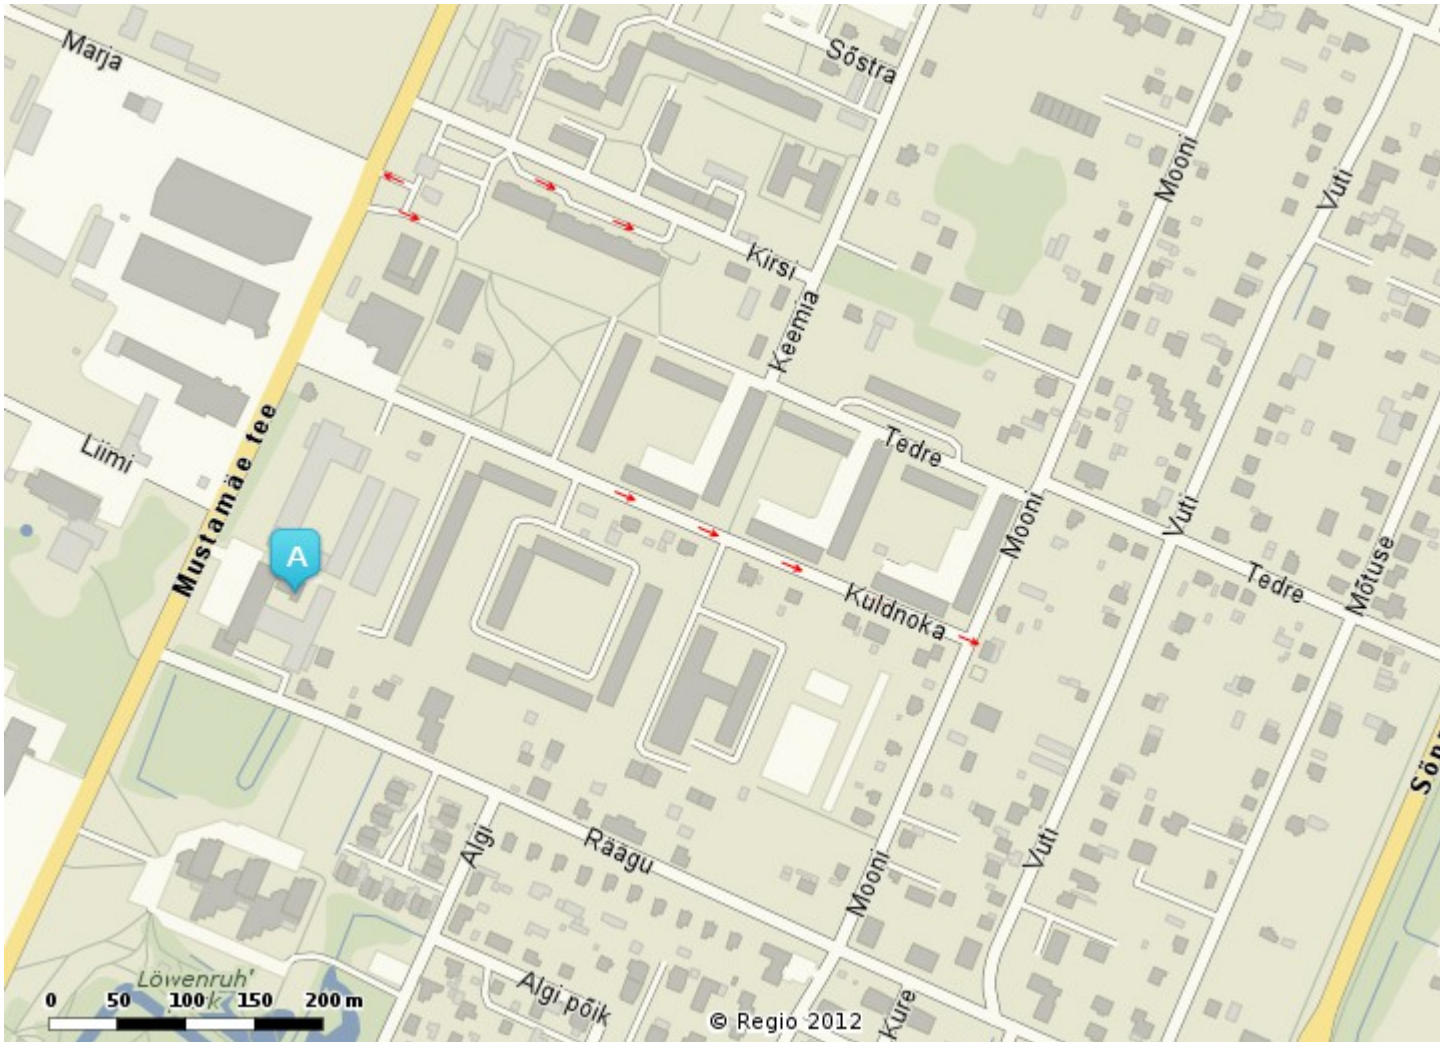 Marja
Sõstra
Mooni
Vuti
Kirsi
Keemia
Mustamäe tee
Liimi
Tedre
Mooni
Vuti
A
Tedre
Mõtuse
Kuldnoka
Algi
Räägu
Mooni
Vuti
Löwenruh'
Algi põik
Kure
0 50 100 150 200 m
© Regio 2012